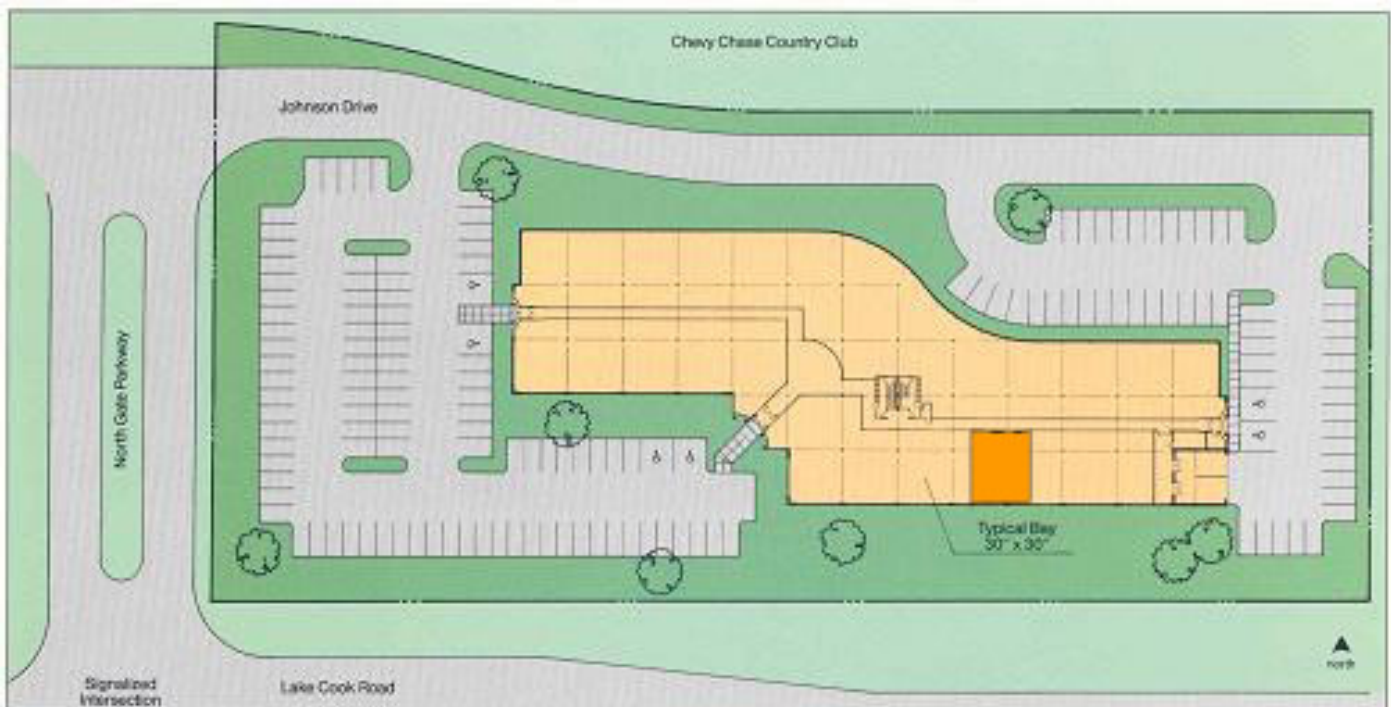 Chevy Chase Country Club
Johnson Drive
North Gate Parkway
Typical Bay
30" x 30"
north
Signalized
Intersection
Lake Cook Road